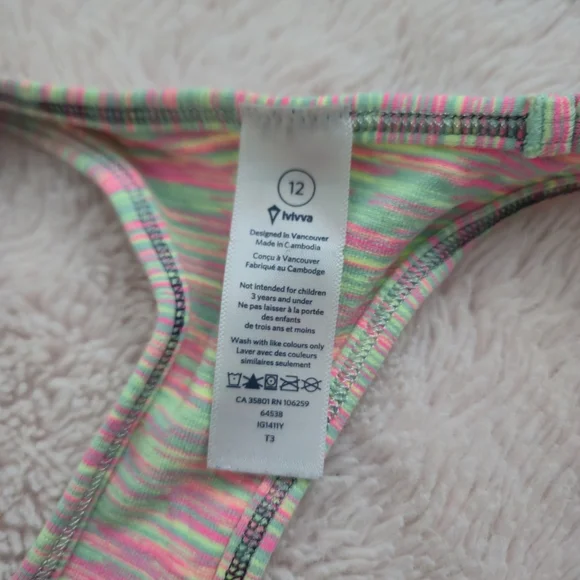 12
ivivva
Designed in Vancouver
Made in Cambodia
Conçu à Vancouver
Fabriqué au Cambodge
Not intended for children
3 years and under
Ne pas laisser à la portée
des enfants
de trois ans et moins
Wash with like colours only
Laver avec des couleurs
similaires seulement
CA 35801 RN 106259
64538
IG1411Y
T3